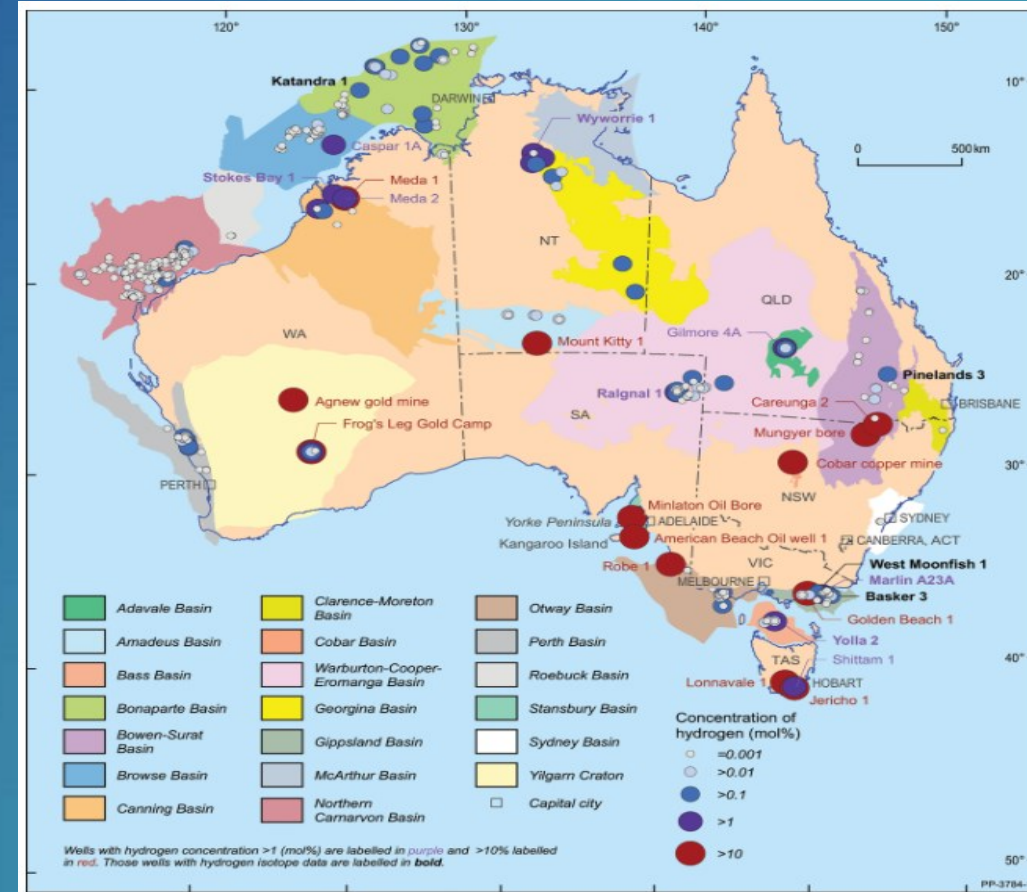 120°
130°
140°
150°
10°
Katandra 1
DARWIN
Wyworrie 1
Caspar 1A
0
500 km
Stokes Bay 1
Meda 1
Meda 2
NT
20°
QLD
WA
Gilmore 4A
Mount Kitty 1
Pinelands 3
Ralgnal 1
Agnew gold mine
SA
Careunga 2
BRISBANE
Frog's Leg Gold Camp
Mungyer bore
Cobar copper mine
30°
PERTH
NSW
Minlaton Oil Bore
SYDNEY
Yorke Peninsula
ADELAIDE
Kangaroo Island
American Beach Oil well 1
CANBERRA, ACT
VIC
West Moonfish 1
Robe 1
MELBOURNE
Marlin A23A
Basker 3
Golden Beach 1
Yolla 2
40°
TAS
Shittam 1
Lonnavale 1
HOBART
Jericho 1
Adavale Basin
Amadeus Basin
Bass Basin
Bonaparte Basin
Bowen-Surat
Basin
Browse Basin
Canning Basin
Clarence-Moreton
Basin
Cobar Basin
Warburton-Cooper-
Eromanga Basin
Georgina Basin
Gippsland Basin
McArthur Basin
Northern
Carnarvon Basin
Otway Basin
Perth Basin
Roebuck Basin
Stansbury Basin
Sydney Basin
Yilgarn Craton
Capital city
Concentration of
hydrogen (mol%)
=0.001
>0.01
>0.1
>1
>10
Wells with hydrogen concentration >1 (mol%) are labelled in purple and >10% labelled
in red. Those wells with hydrogen isotope data are labelled in bold.
50°
PP-3784-